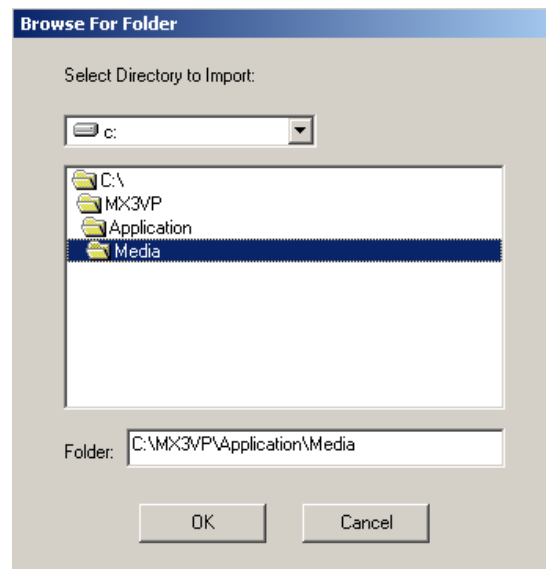 Browse For Folder
Select Directory to Import:
c:
C:\
MX3VP
Application
Media
Folder: C:\MX3VP\Application\Media
OK Cancel